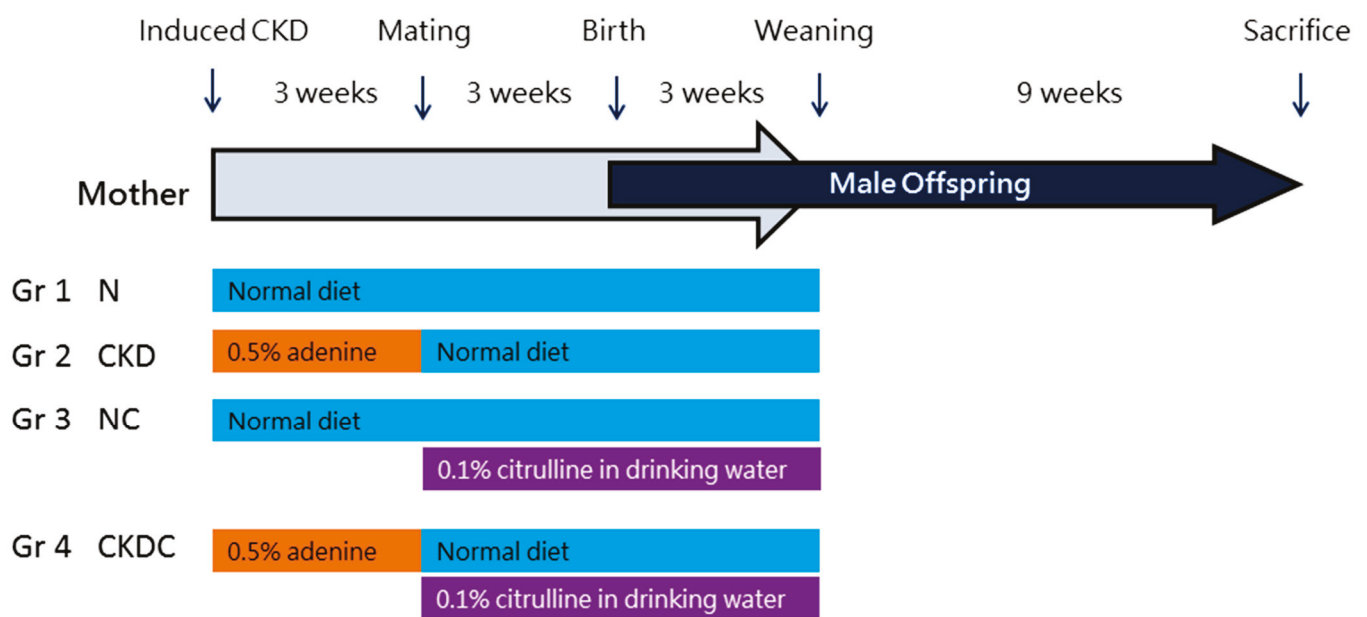 Induced CKD Mating Birth Weaning Sacrifice
3 weeks 3 weeks 3 weeks 9 weeks
Mother Male Offspring
Gr 1 N Normal diet
Gr 2 CKD 0.5% adenine Normal diet
Gr 3 NC Normal diet
0.1% citrulline in drinking water
Gr 4 CKDC 0.5% adenine Normal diet
0.1% citrulline in drinking water